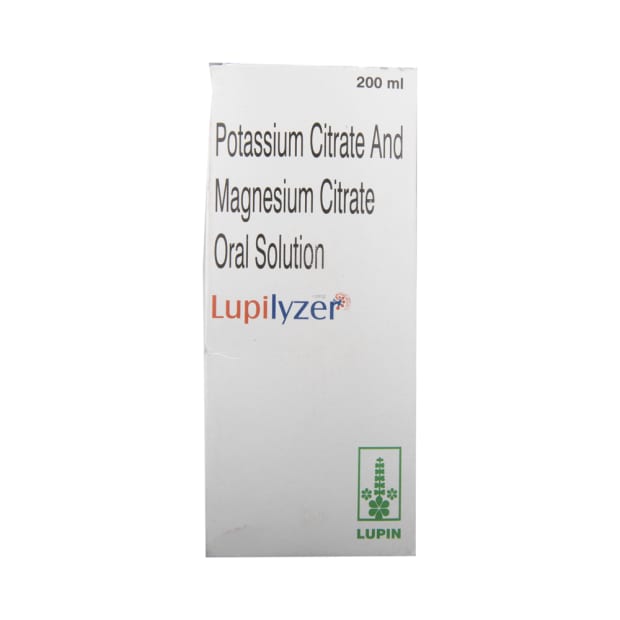 200 ml
Potassium Citrate And
Magnesium Citrate
Oral Solution
Lupilyzer
LUPIN